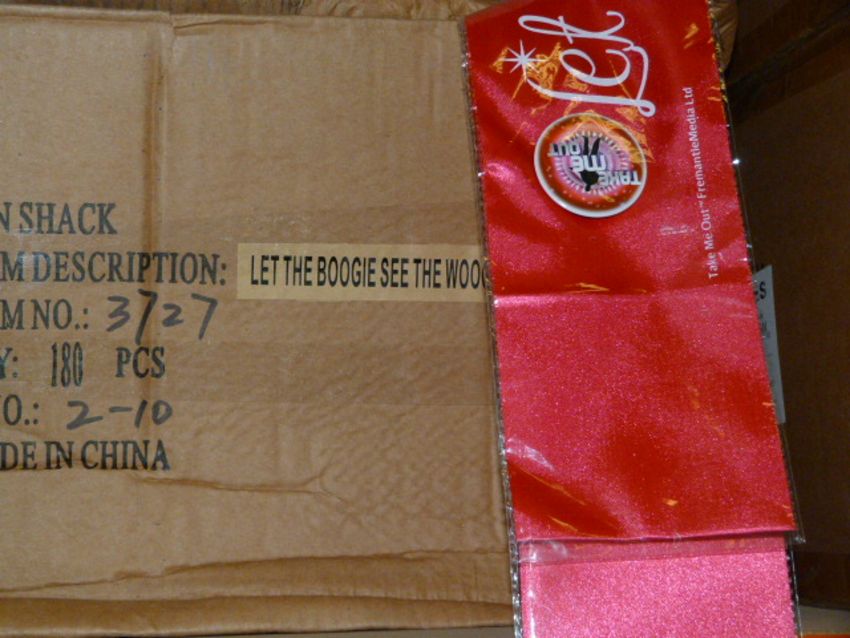 N SHACK
M DESCRIPTION: LET THE BOOGIE SEE THE WOOG
M NO.: 3727
Y: 180 PCS
O.: 2-10
DE IN CHINA
Let
TAKE
me
OUT
Take Me Out™ FremantleMedia Ltd